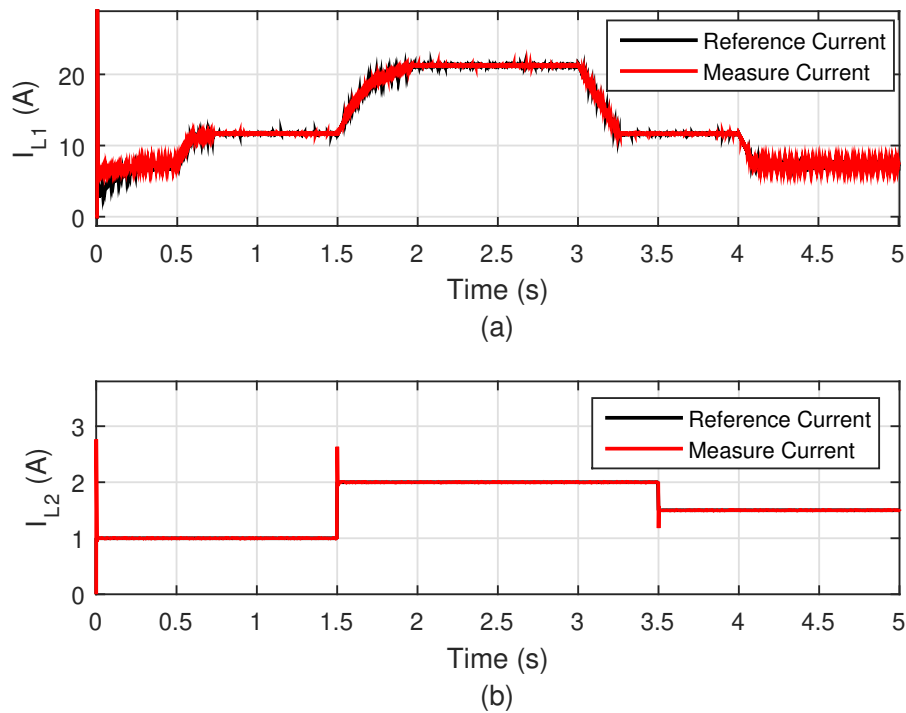 Reference Current
Measure Current
I_L1 (A)
20
10
0
0 0.5 1 1.5 2 2.5 3 3.5 4 4.5 5
Time (s)
(a)
Reference Current
Measure Current
I_L2 (A)
3
2
1
0
0 0.5 1 1.5 2 2.5 3 3.5 4 4.5 5
Time (s)
(b)